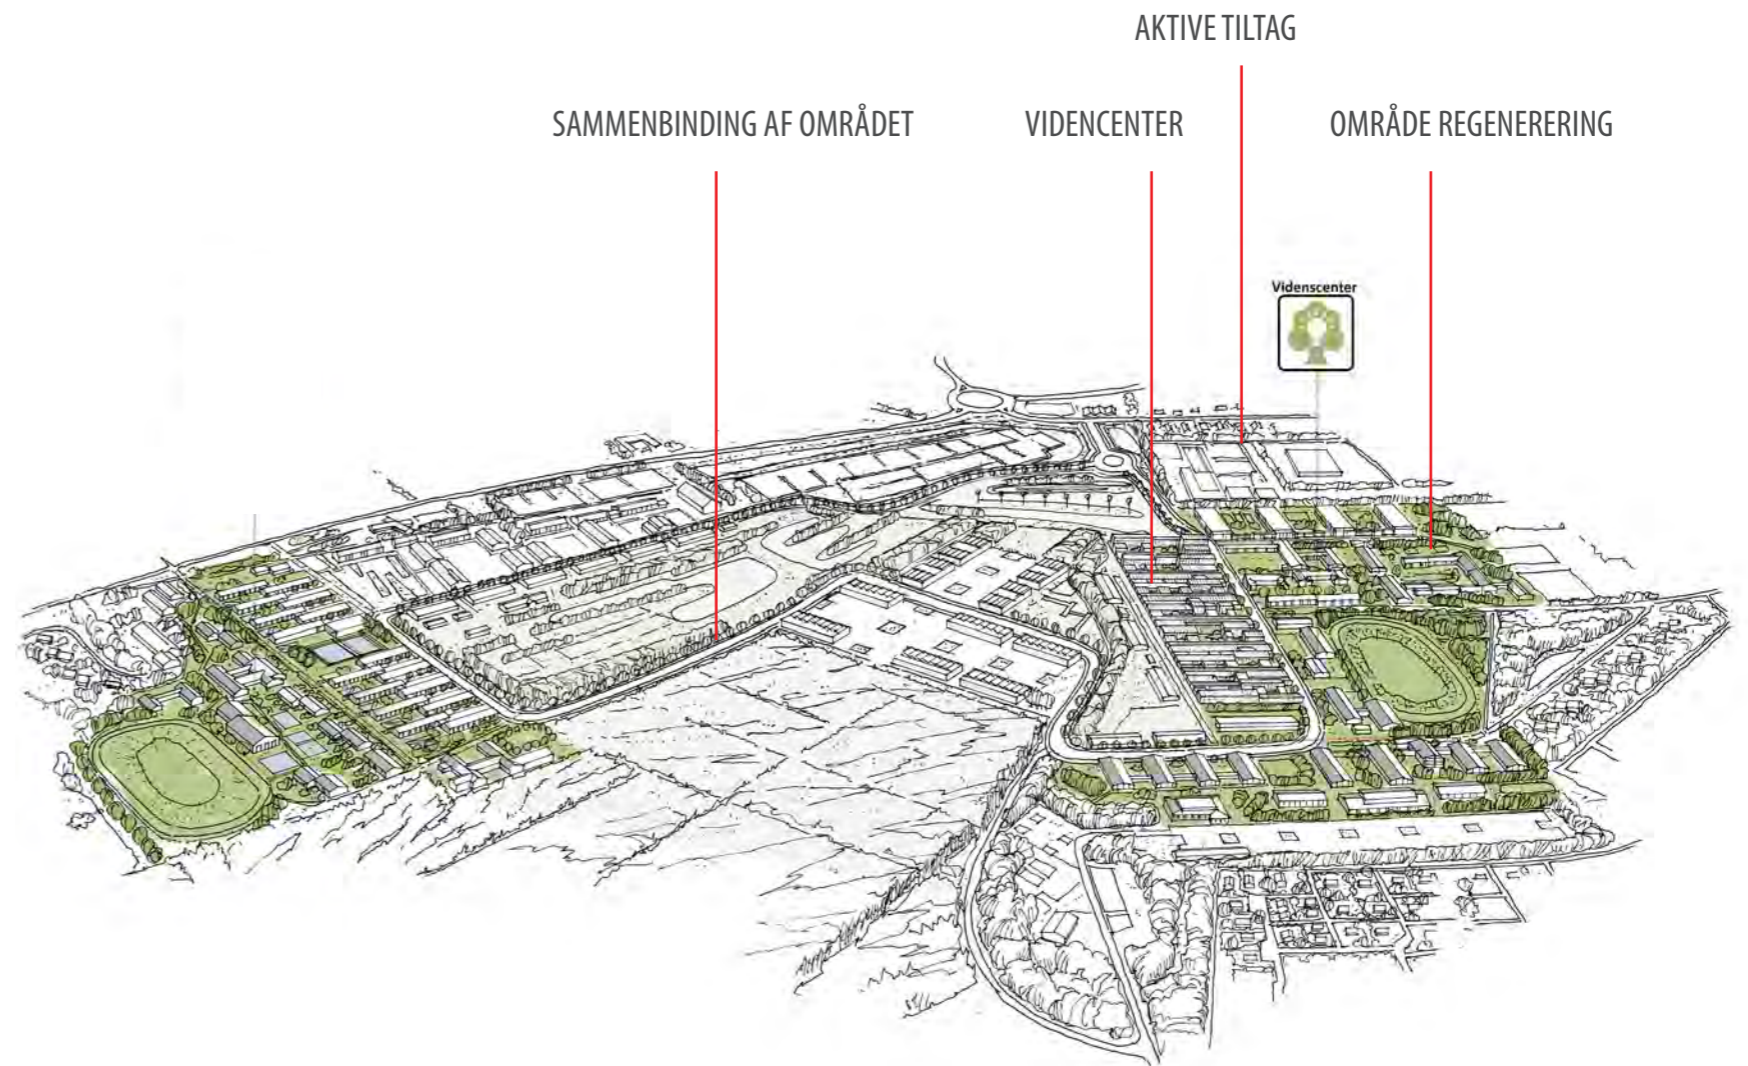 AKTIVE TILTAG
SAMMENBINDING AF OMRÅDET
VIDENCENTER
OMRÅDE REGENERERING
Videnscenter